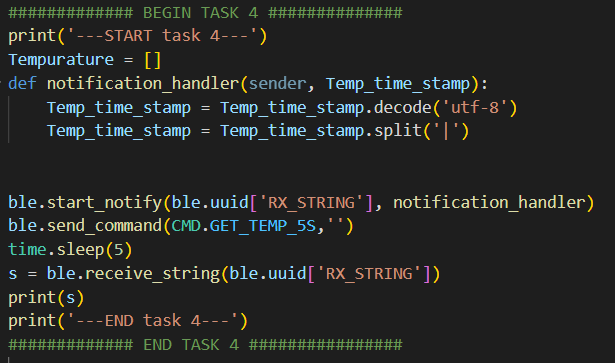 ############# BEGIN TASK 4 ##############
print('---START task 4---')
Tempurature = []
def notification_handler(sender, Temp_time_stamp):
    Temp_time_stamp = Temp_time_stamp.decode('utf-8')
    Temp_time_stamp = Temp_time_stamp.split('|')
ble.start_notify(ble.uuid['RX_STRING'], notification_handler)
ble.send_command(CMD.GET_TEMP_5S,'')
time.sleep(5)
s = ble.receive_string(ble.uuid['RX_STRING'])
print(s)
print('---END task 4---')
############# END TASK 4 ################